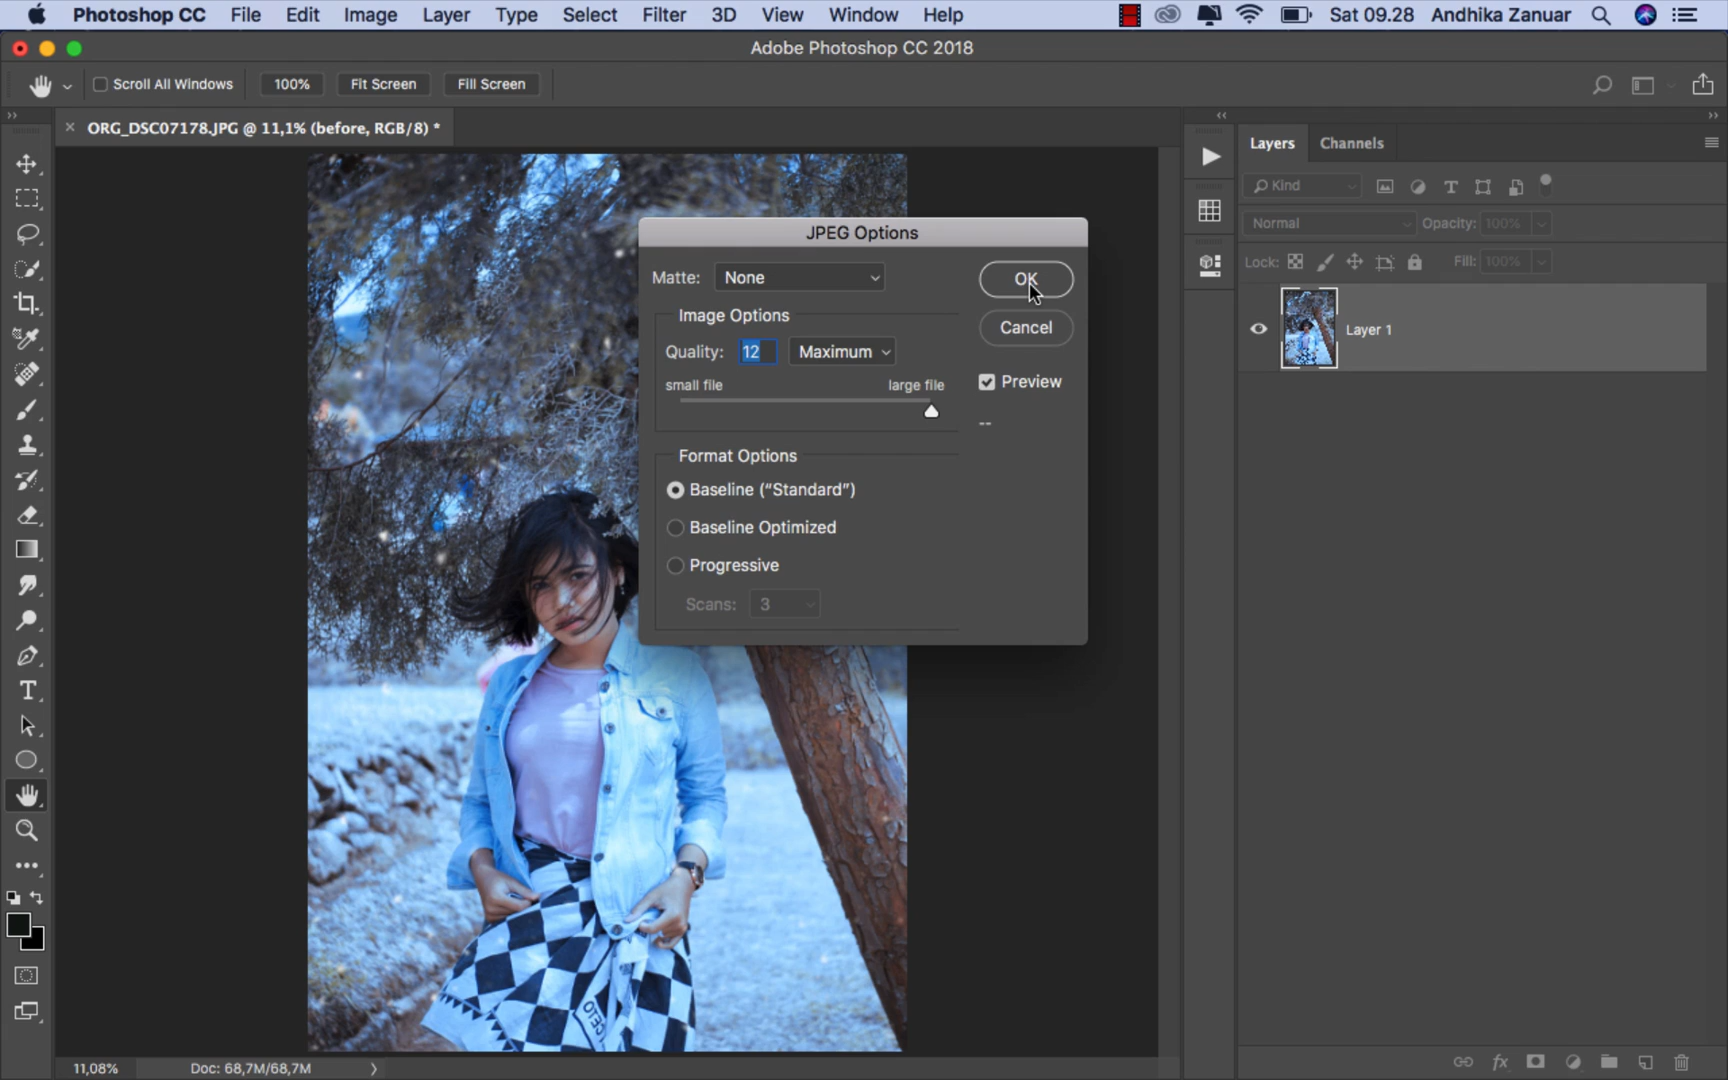 Photoshop CC File Edit Image Layer Type Select Filter 3D View Window Help Sat 09.28 Andhika Zanuar
Adobe Photoshop CC 2018
Scroll All Windows 100% Fit Screen Fill Screen
ORG_DSC07178.JPG @ 11,1% (before, RGB/8) *
Layers Channels
Kind
Normal Opacity: 100%
Lock: Fill: 100%
Layer 1
JPEG Options
Matte: None
OK
Cancel
Image Options
Quality: 12 Maximum
small file large file
Preview
--
Format Options
Baseline (“Standard”)
Baseline Optimized
Progressive
Scans: 3
CETO
11,08% Doc: 68,7M/68,7M